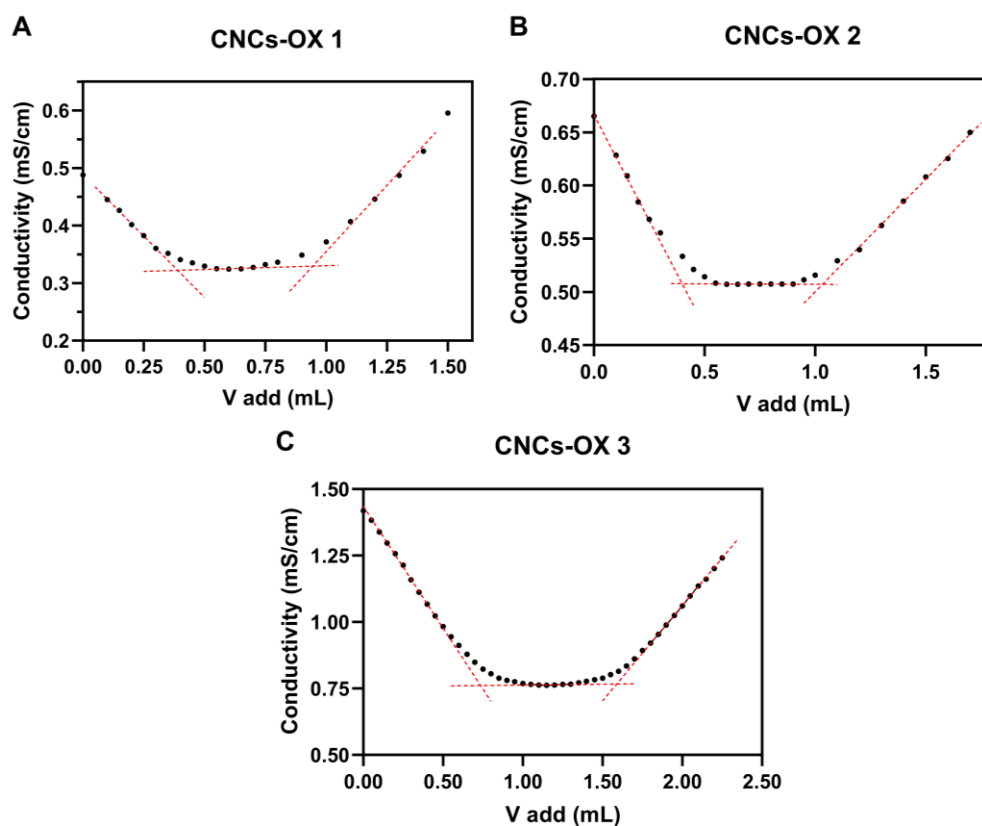 A
CNCs-OX 1
Conductivity (mS/cm)
0.6
0.5
0.4
0.3
0.2
0.00 0.25 0.50 0.75 1.00 1.25 1.50
V add (mL)
B
CNCs-OX 2
Conductivity (mS/cm)
0.70
0.65
0.60
0.55
0.50
0.45
0.0 0.5 1.0 1.5
V add (mL)
C
CNCs-OX 3
Conductivity (mS/cm)
1.50
1.25
1.00
0.75
0.50
0.00 0.50 1.00 1.50 2.00 2.50
V add (mL)